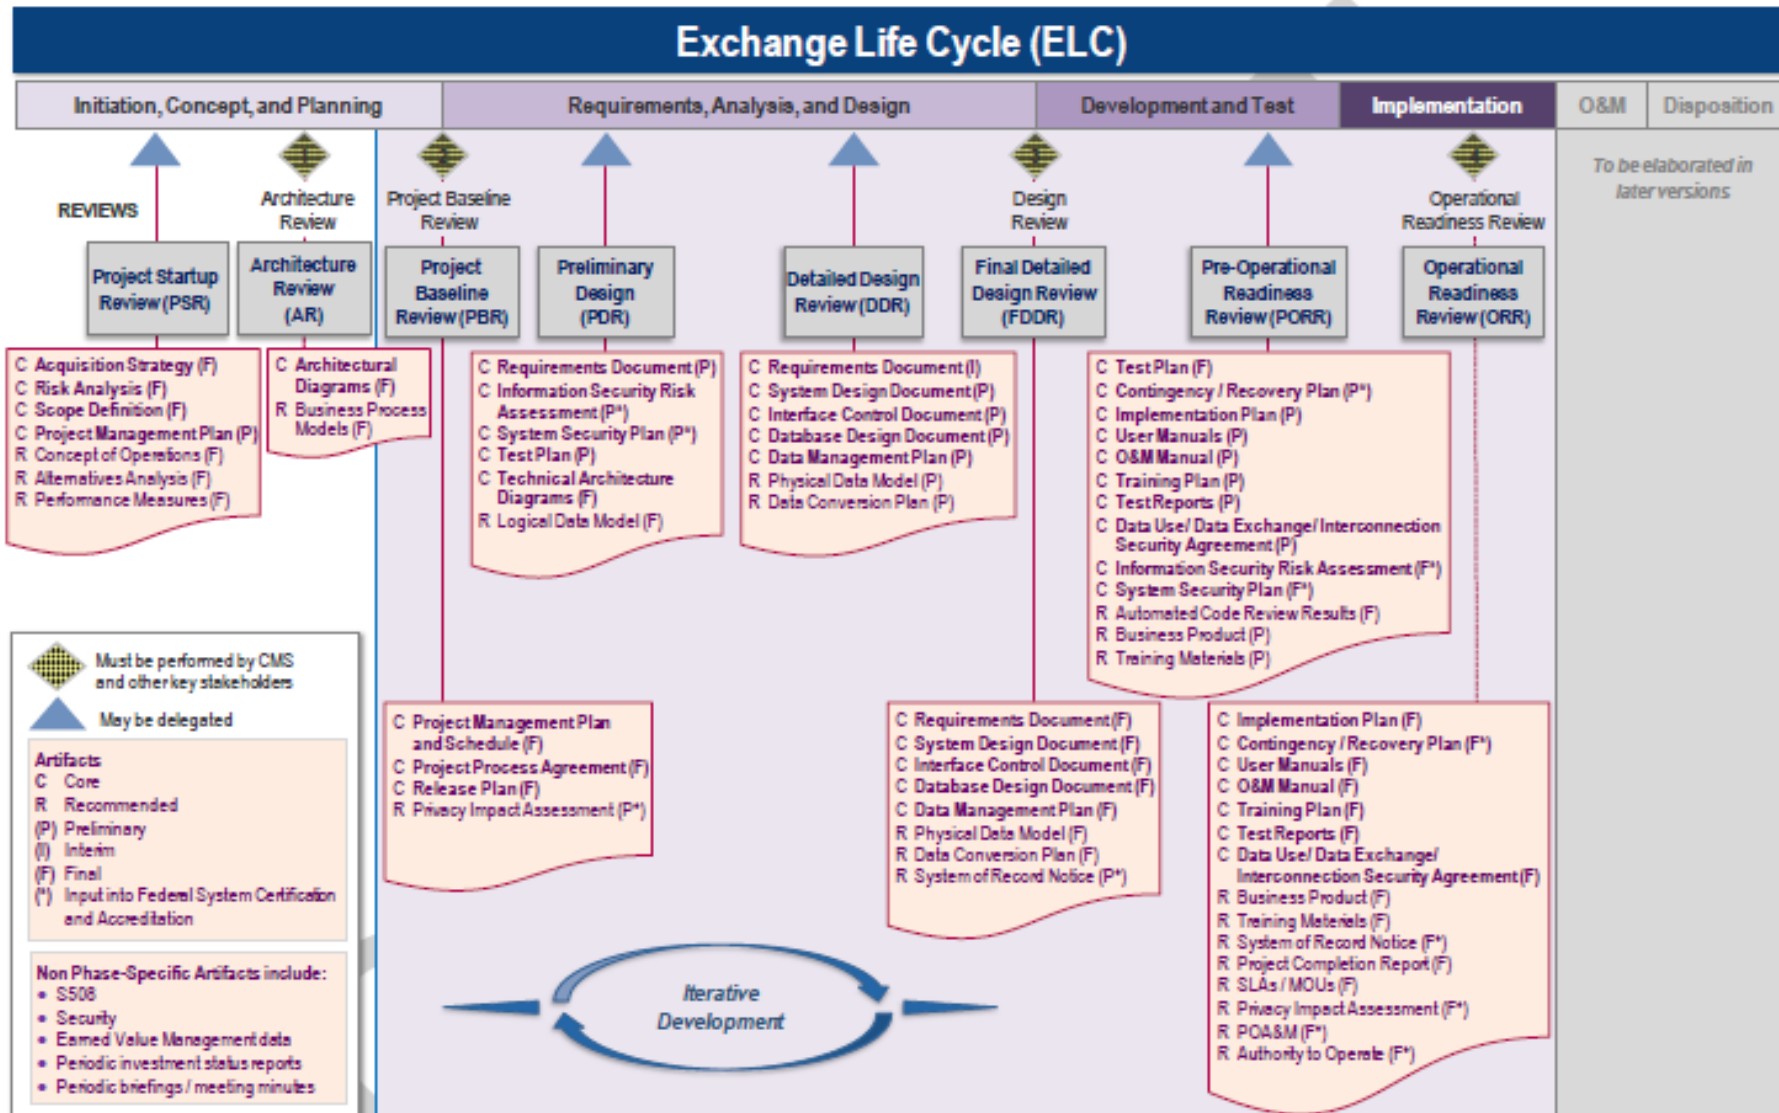 Exchange Life Cycle (ELC)
Initiation, Concept, and Planning
Requirements, Analysis, and Design
Development and Test
Implementation
O&M
Disposition
To be elaborated in
later versions
REVIEWS
1
Architecture
Review
2
Project Baseline
Review
3
Design
Review
4
Operational
Readiness Review
Project Startup
Review (PSR)
Architecture
Review
(AR)
Project
Baseline
Review (PBR)
Preliminary
Design
(PDR)
Detailed Design
Review (DDR)
Final Detailed
Design Review
(FDDR)
Pre-Operational
Readiness
Review (PORR)
Operational
Readiness
Review (ORR)
C Acquisition Strategy (F)
C Risk Analysis (F)
C Scope Definition (F)
C Project Management Plan (P)
R Concept of Operations (F)
R Alternatives Analysis (F)
R Performance Measures (F)
C Architectural
Diagrams (F)
R Business Process
Models (F)
C Requirements Document (P)
C Information Security Risk
Assessment (P*)
C System Security Plan (P*)
C Test Plan (P)
C Technical Architecture
Diagrams (F)
R Logical Data Model (F)
C Requirements Document (I)
C System Design Document (P)
C Interface Control Document (P)
C Database Design Document (P)
C Data Management Plan (P)
R Physical Data Model (P)
R Data Conversion Plan (P)
C Test Plan (F)
C Contingency / Recovery Plan (P*)
C Implementation Plan (P)
C User Manuals (P)
C O&M Manual (P)
C Training Plan (P)
C Test Reports (P)
C Data Use/ Data Exchange/ Interconnection
Security Agreement (P)
C Information Security Risk Assessment (F*)
C System Security Plan (F*)
R Automated Code Review Results (F)
R Business Product (P)
R Training Materials (P)
Must be performed by CMS
and other key stakeholders
May be delegated
Artifacts
C Core
R Recommended
(P) Preliminary
(I) Interim
(F) Final
(*) Input into Federal System Certification
and Accreditation
Non Phase-Specific Artifacts include:
• S508
• Security
• Earned Value Management data
• Periodic investment status reports
• Periodic briefings / meeting minutes
C Project Management Plan
and Schedule (F)
C Project Process Agreement (F)
C Release Plan (F)
R Privacy Impact Assessment (P*)
C Requirements Document (F)
C System Design Document (F)
C Interface Control Document (F)
C Database Design Document (F)
C Data Management Plan (F)
R Physical Data Model (F)
R Data Conversion Plan (F)
R System of Record Notice (P*)
C Implementation Plan (F)
C Contingency / Recovery Plan (F*)
C User Manuals (F)
C O&M Manual (F)
C Training Plan (F)
C Test Reports (F)
C Data Use/ Data Exchange/
Interconnection Security Agreement (F)
R Business Product (F)
R Training Materials (F)
R System of Record Notice (F*)
R Project Completion Report (F)
R SLAs / MOUs (F)
R Privacy Impact Assessment (F*)
R POA&M (F*)
R Authority to Operate (F*)
Iterative
Development